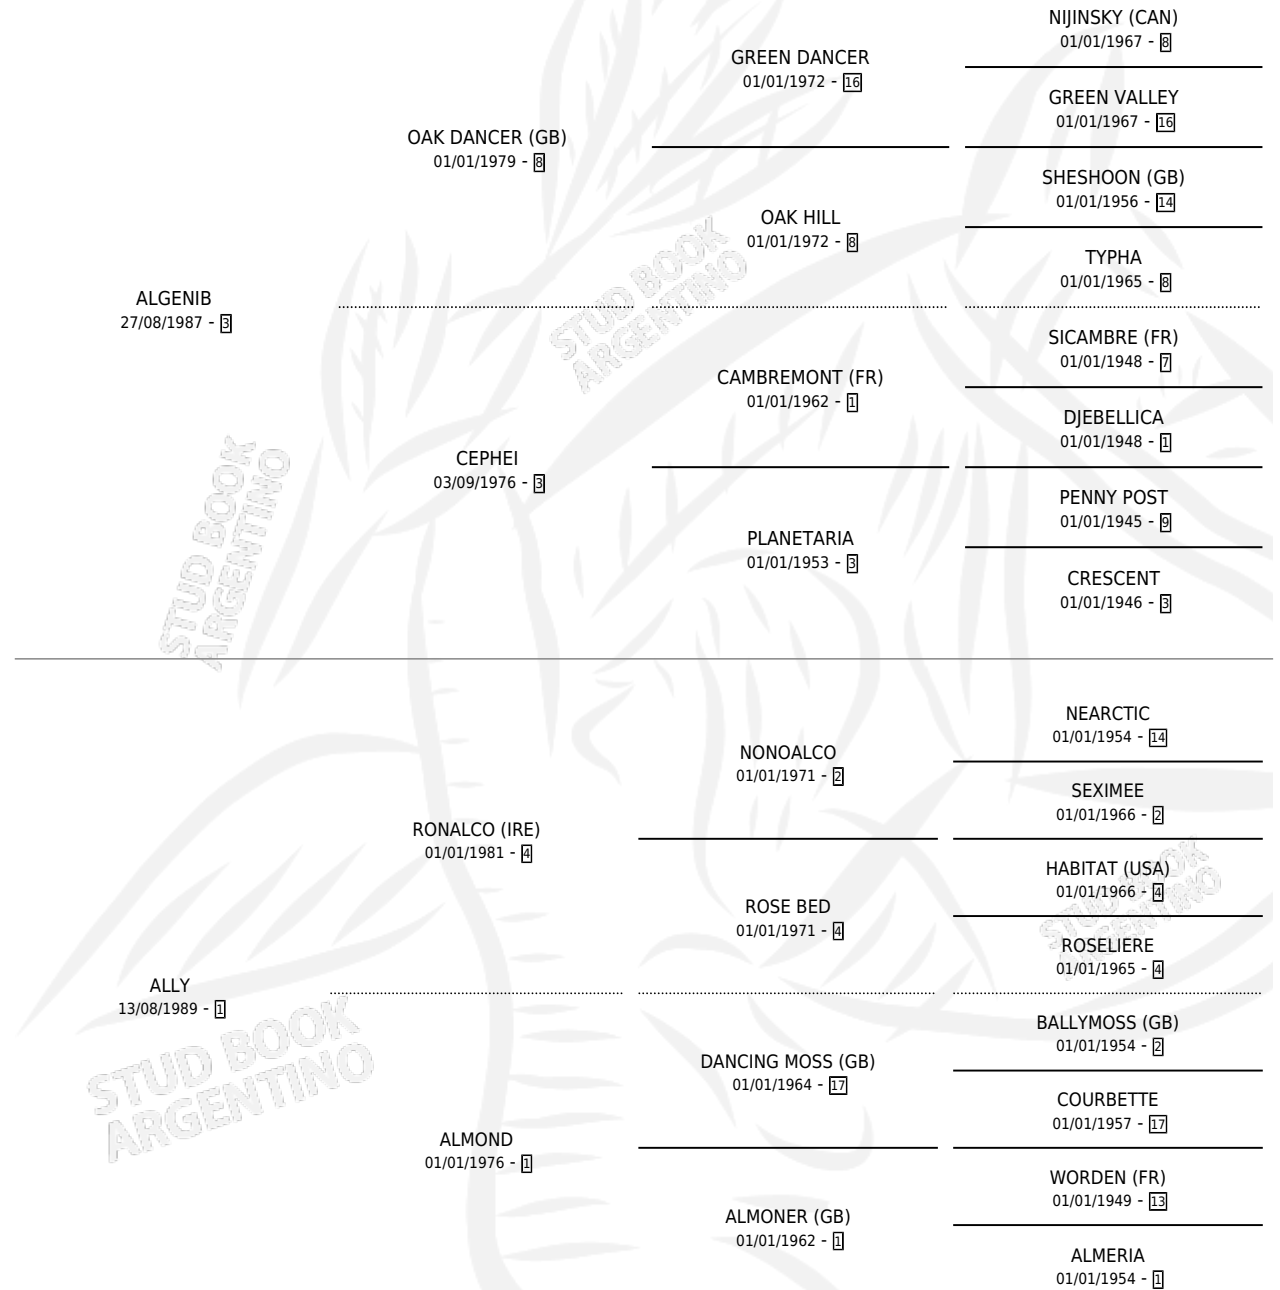 NIJINSKY (CAN)
01/01/1967 - 8
GREEN DANCER
01/01/1972 - 16
GREEN VALLEY
01/01/1967 - 16
OAK DANCER (GB)
01/01/1979 - 8
SHESHOON (GB)
01/01/1956 - 14
OAK HILL
01/01/1972 - 8
TYPHA
01/01/1965 - 8
STUD BOOK
ARGENTINO
ALGENIB
27/08/1987 - 3
SICAMBRE (FR)
01/01/1948 - 7
CAMBREMONT (FR)
01/01/1962 - 1
DJEBELLICA
01/01/1948 - 1
CEPHEI
03/09/1976 - 3
PENNY POST
01/01/1945 - 9
PLANETARIA
01/01/1953 - 3
CRESCENT
01/01/1946 - 3
STUD BOOK
ARGENTINO
NEARCTIC
01/01/1954 - 14
NONOALCO
01/01/1971 - 2
SEXIMEE
01/01/1966 - 2
RONALCO (IRE)
01/01/1981 - 4
HABITAT (USA)
01/01/1966 - 4
ROSE BED
01/01/1971 - 4
STUD BOOK
ARGENTINO
ROSELIERE
01/01/1965 - 4
ALLY
13/08/1989 - 1
BALLYMOSS (GB)
01/01/1954 - 2
DANCING MOSS (GB)
01/01/1964 - 17
COURBETTE
01/01/1957 - 17
STUD BOOK
ARGENTINO
ALMOND
01/01/1976 - 1
WORDEN (FR)
01/01/1949 - 13
ALMONER (GB)
01/01/1962 - 1
ALMERIA
01/01/1954 - 1